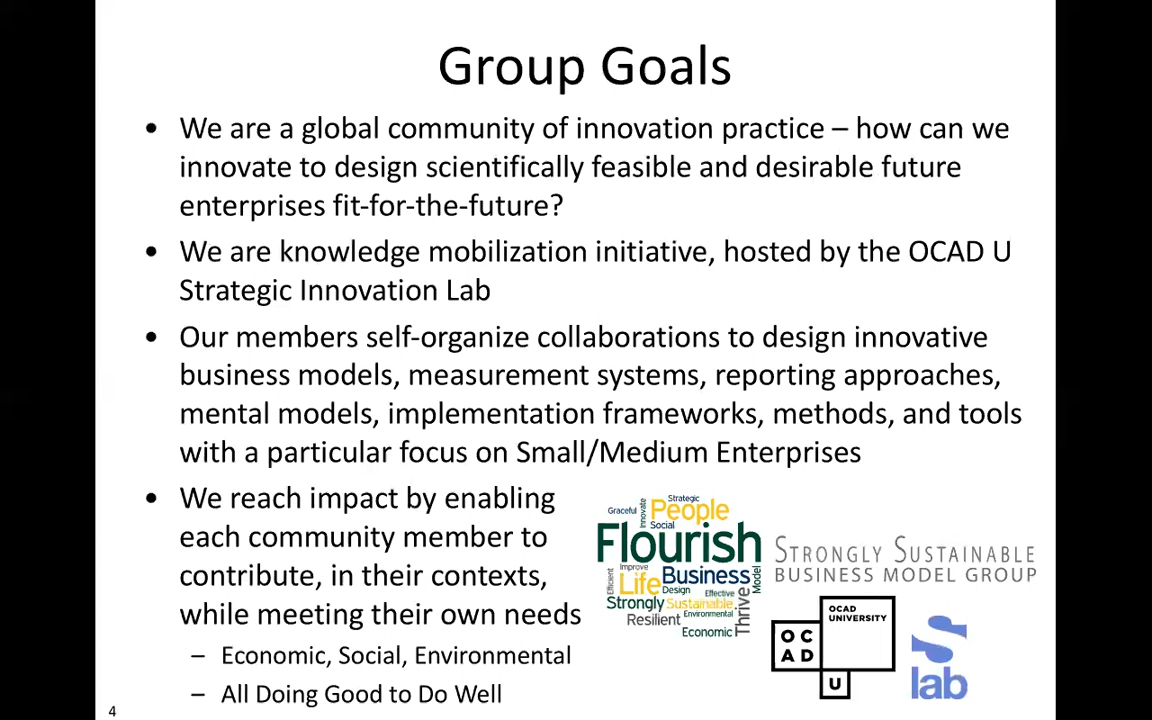 Group Goals
• We are a global community of innovation practice – how can we
innovate to design scientifically feasible and desirable future
enterprises fit-for-the-future?
• We are knowledge mobilization initiative, hosted by the OCAD U
Strategic Innovation Lab
• Our members self-organize collaborations to design innovative
business models, measurement systems, reporting approaches,
mental models, implementation frameworks, methods, and tools
with a particular focus on Small/Medium Enterprises
• We reach impact by enabling
each community member to
contribute, in their contexts,
while meeting their own needs
– Economic, Social, Environmental
– All Doing Good to Do Well
Strategic
Graceful
Innovate
People
Social
Flourish
Efficient
Improve
Life
Business
Model
Design
Effective
Strongly
Sustainable
Environmental
Resilient
Thrive
Economic
STRONGLY SUSTAINABLE
BUSINESS MODEL GROUP
OCAD
UNIVERSITY
OC
AD
U
S
lab
4